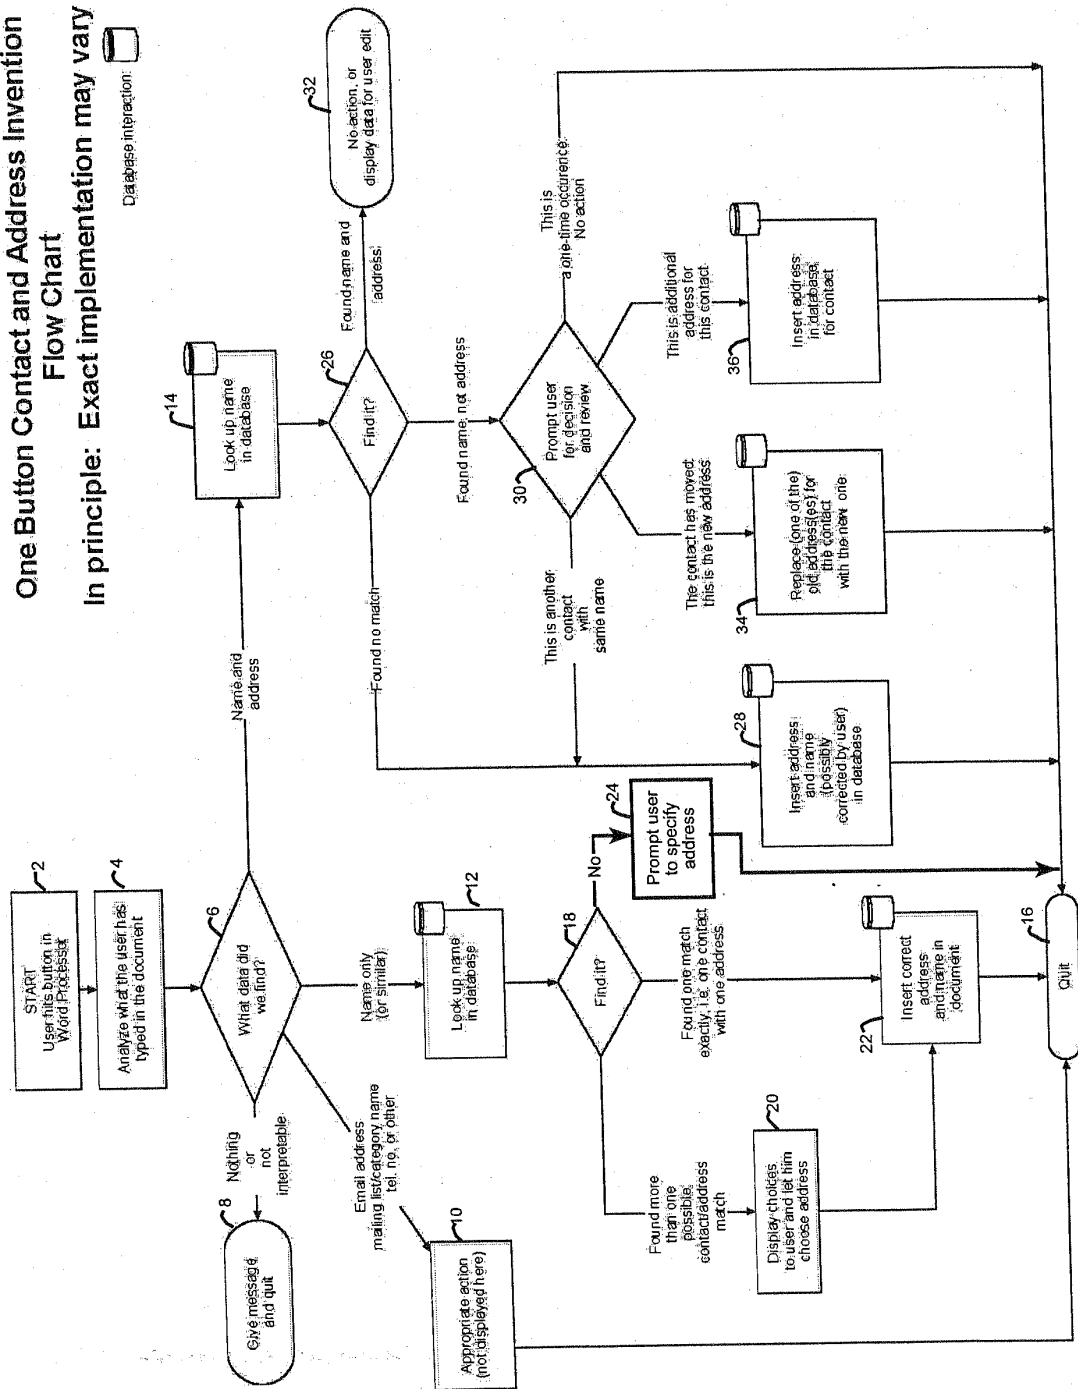 One Button Contact and Address Invention
Flow Chart
In principle: Exact implementation may vary
Database interaction:
2
START
User hits button in
Word Processor
4
Analyze what the user has
typed in the document
6
What data did
we find?
Nothing
or
not
interpretable
8
Give message
and quit
Email address
mailing list/category name
tel. no. or other
10
Appropriate action
(not displayed here)
Name only
(or similar)
12
Look up name
in database
Name and
address
14
Look up name
in database
18
Find it?
No
24
Prompt user
to specify
address
Found one match
exactly, i.e. one contact
with one address
Found more
than one
possible
contact/address
match
20
Display choices
to user and let him
choose address
22
Insert correct
address
and name in
document
16
Quit
26
Find it?
Found name and
address
32
No action, or
display data for user edit
Found name, not address
Found no match
30
Prompt user
for decision
and review
This is another
contact
with
same name
The contact has moved,
this is the new address
This is additional
address for
this contact
This is
a one-time occurence.
No action
28
Insert address
and name
(possibly
corrected by user)
in database
34
Replace (one of the)
old address(es) for
the contact
with the new one
36
Insert address
in database
for contact